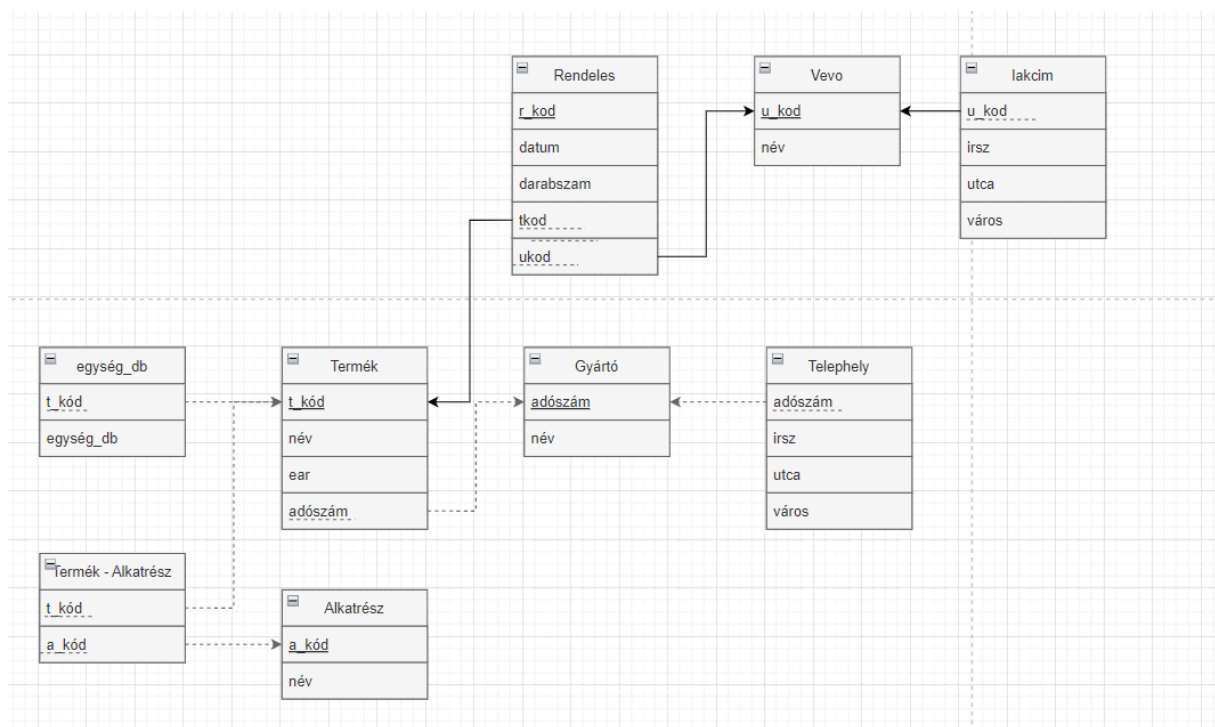 Rendeles
r_kod
datum
darabszam
tkod
ukod
Vevo
u_kod
név
lakcim
u_kod
irsz
utca
város
egység_db
t_kód
egység_db
Termék
t_kód
név
ear
adószám
Gyártó
adószám
név
Telephely
adószám
irsz
utca
város
Termék - Alkatrész
t_kód
a_kód
Alkatrész
a_kód
név